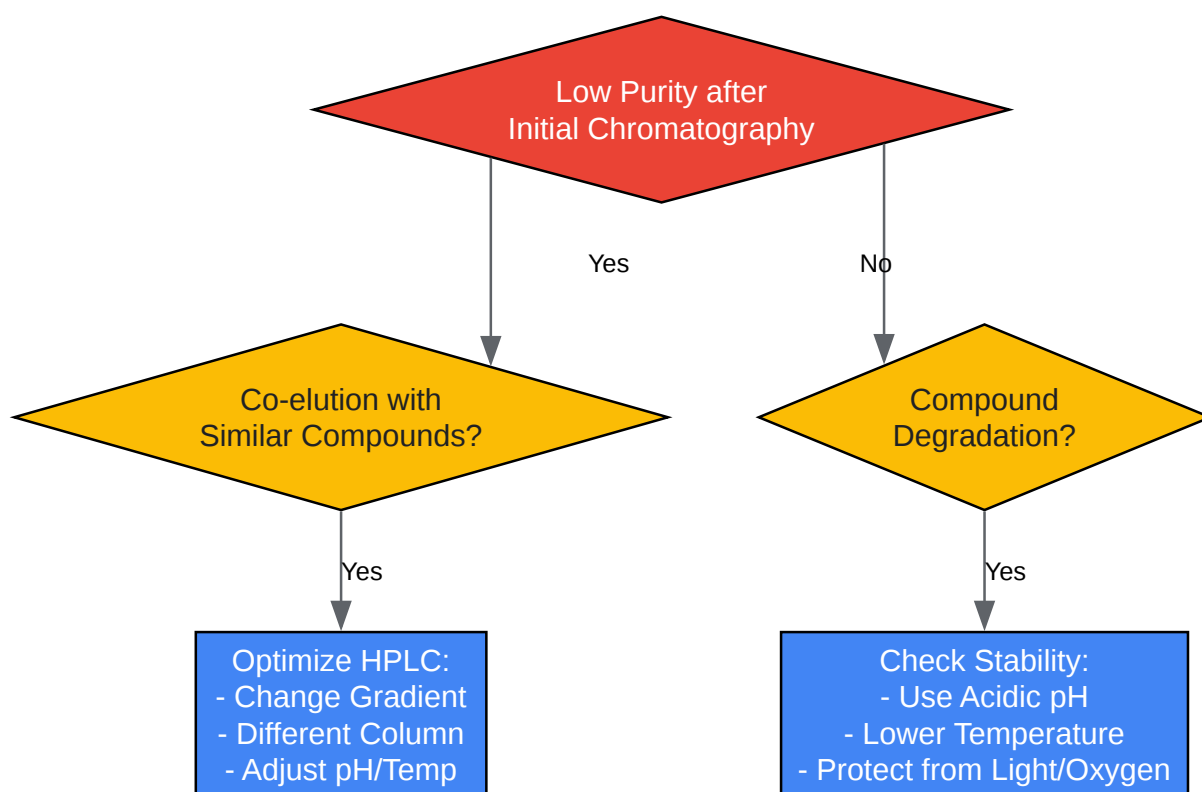 Low Purity after
Initial Chromatography
Yes
No
Co-elution with
Similar Compounds?
Compound
Degradation?
Yes
Yes
Optimize HPLC:
- Change Gradient
- Different Column
- Adjust pH/Temp
Check Stability:
- Use Acidic pH
- Lower Temperature
- Protect from Light/Oxygen